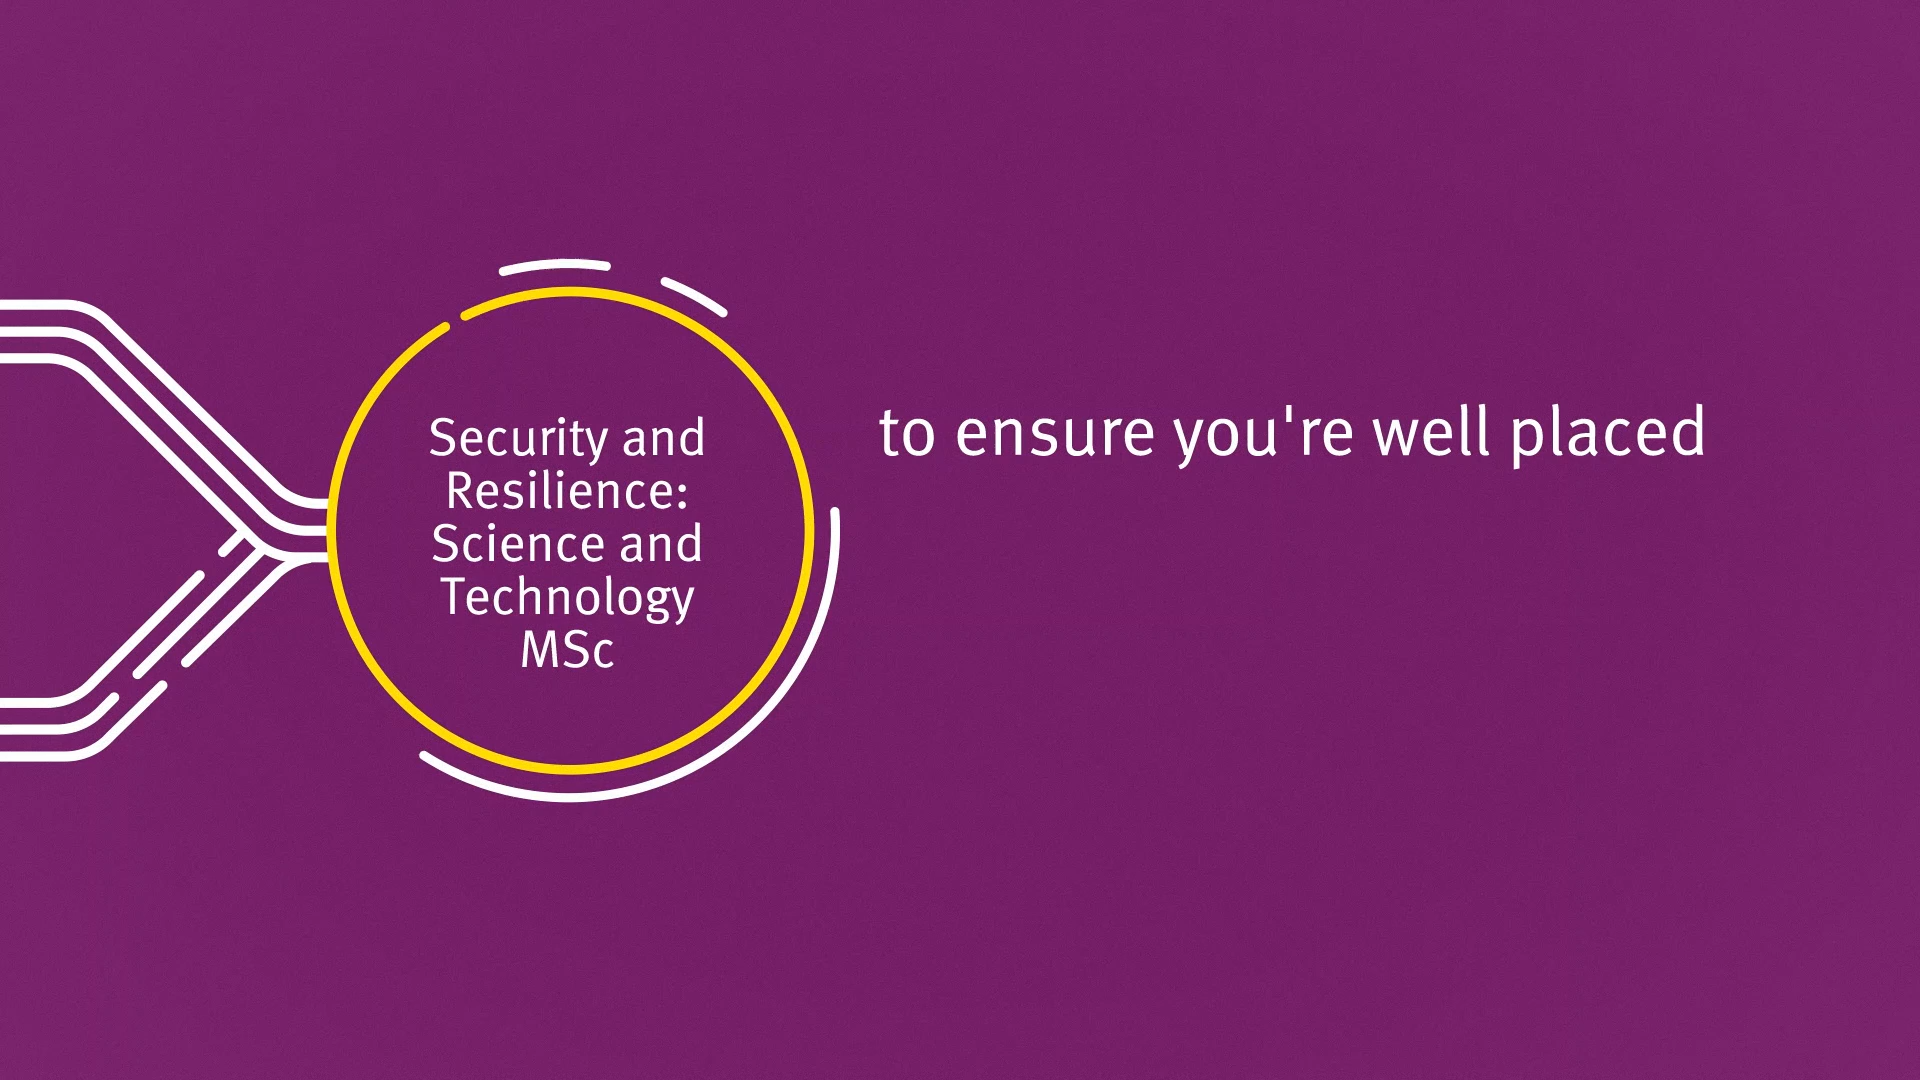 Security and
Resilience:
Science and
Technology
MSc
to ensure you're well placed